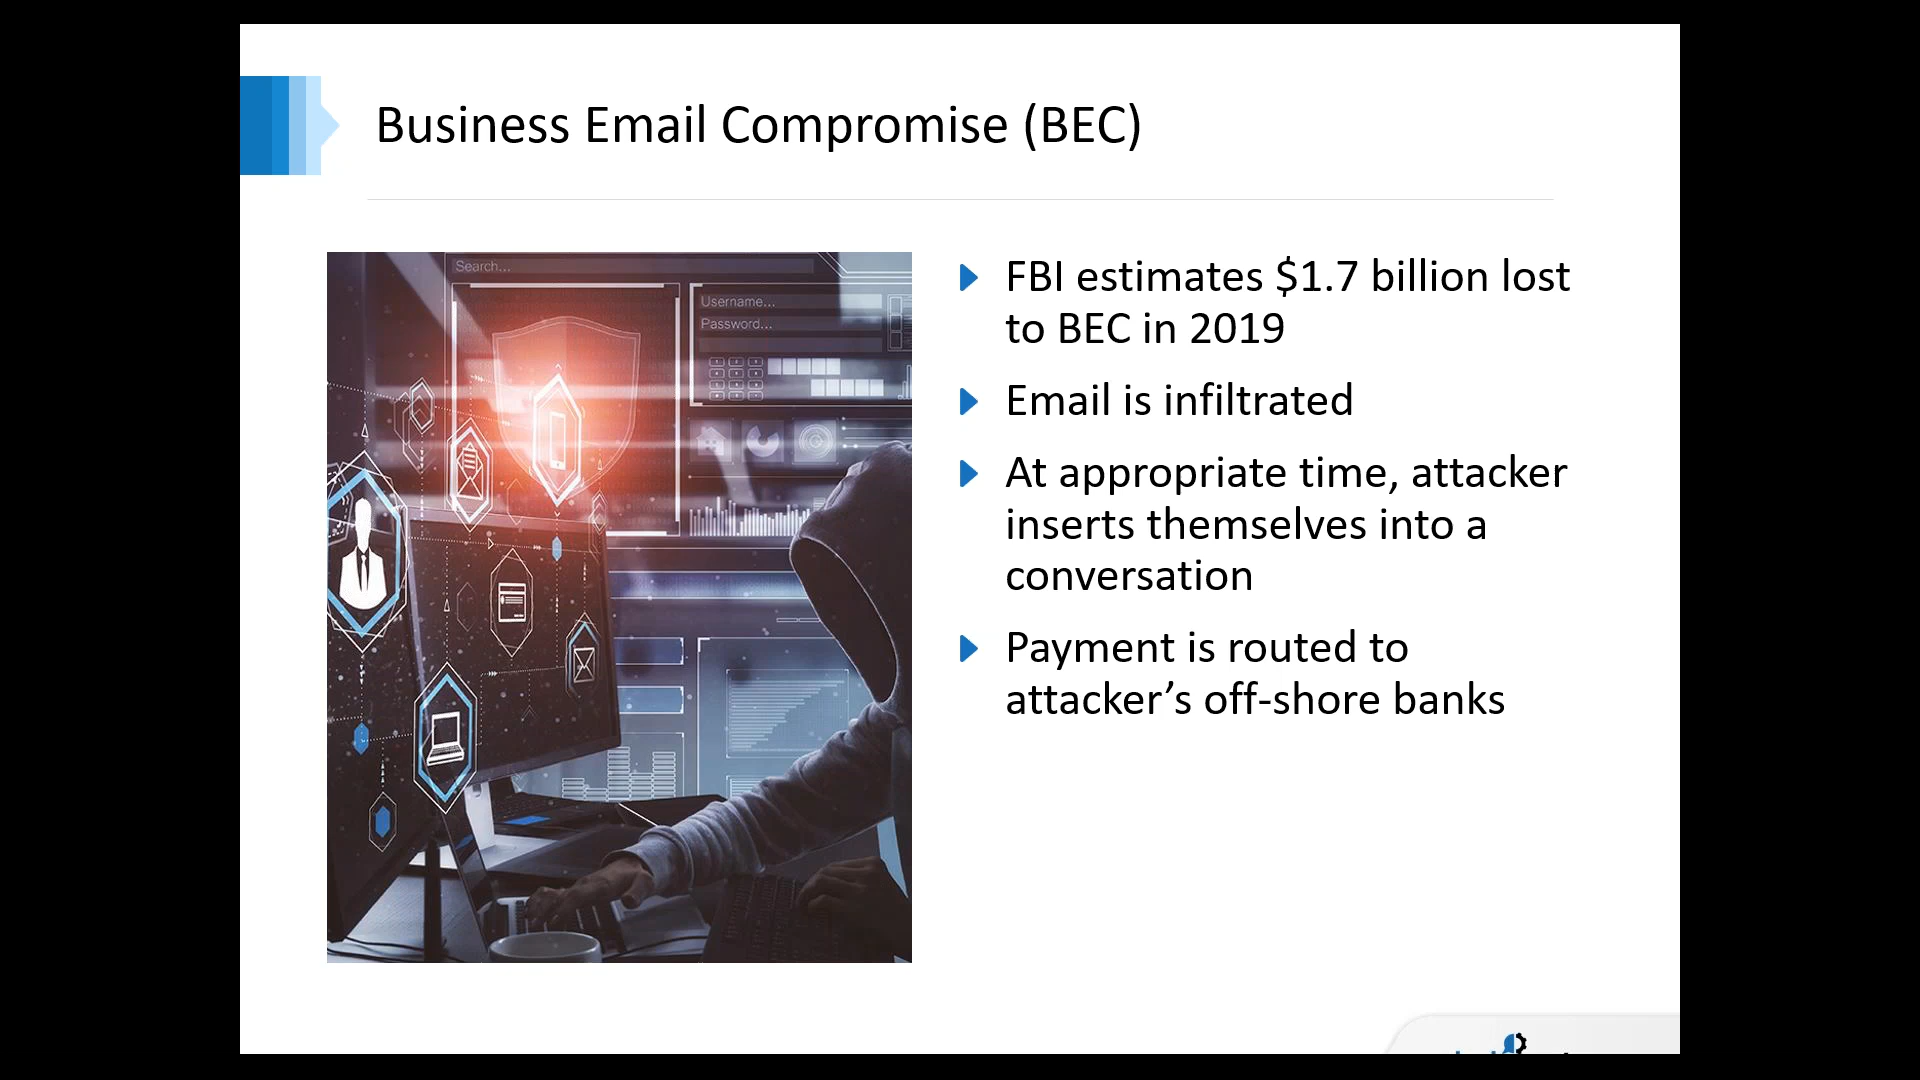 Business Email Compromise (BEC)
Search...
Username...
Password...
FBI estimates $1.7 billion lost
to BEC in 2019
Email is infiltrated
At appropriate time, attacker
inserts themselves into a
conversation
Payment is routed to
attacker’s off-shore banks